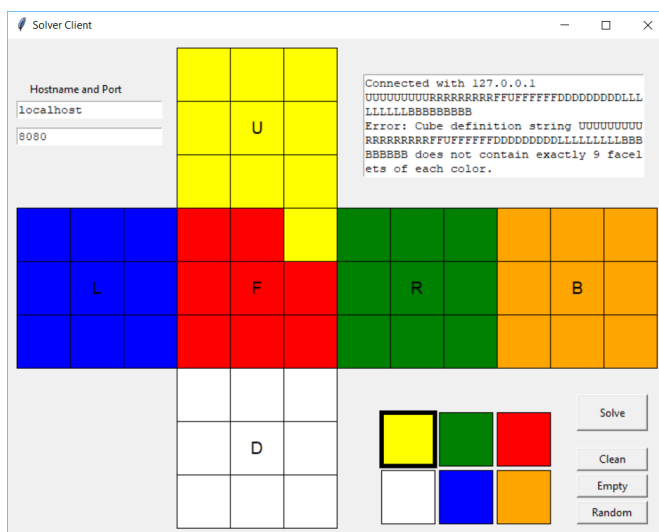 Solver Client
Hostname and Port
localhost
8080
Connected with 127.0.0.1
UUUUUUUUURRRRRRRRRFFUFFFFFFDDDDDDDDDLLL
LLLLLLBBBBBBBBB
Error: Cube definition string UUUUUUUUU
RRRRRRRRRFFUFFFFFFDDDDDDDDDLLLLLLLLLBBB
BBBBBB does not contain exactly 9 facel
ets of each color.
U
L F R B
D
Solve
Clean
Empty
Random